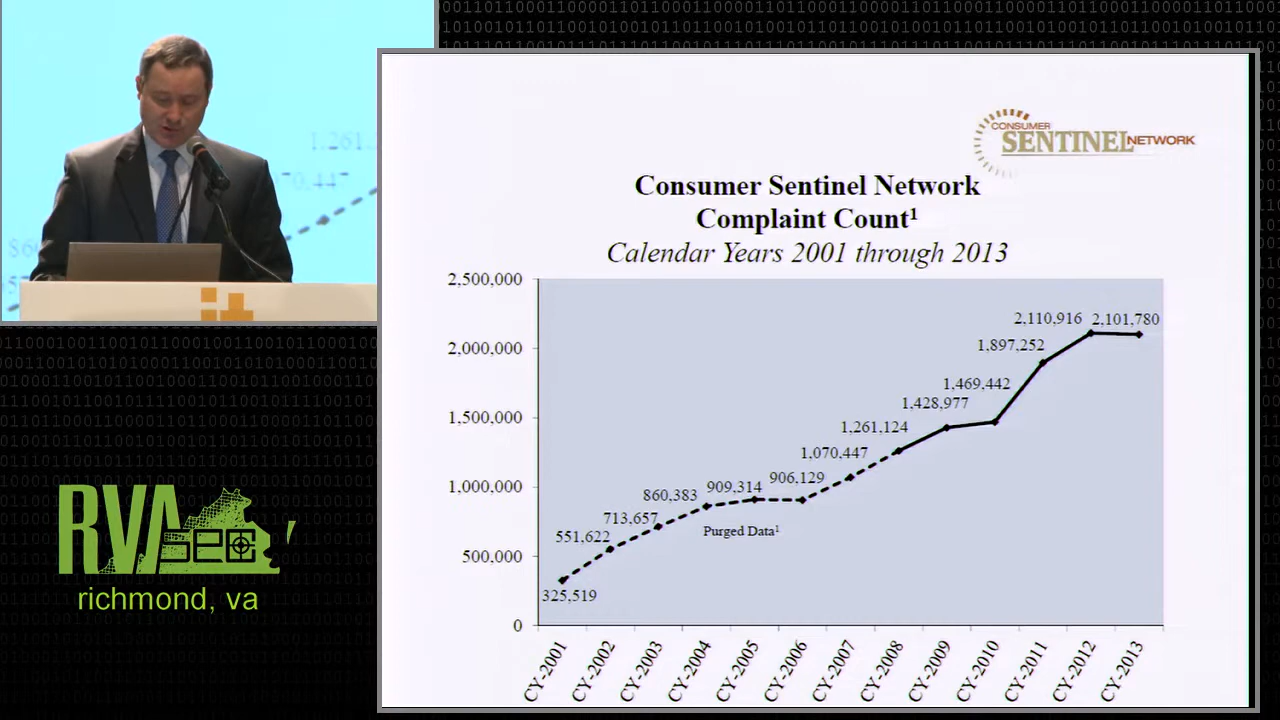 CONSUMER
SENTINEL NETWORK
Consumer Sentinel Network
Complaint Count¹
Calendar Years 2001 through 2013
2,500,000
2,000,000
1,500,000
1,000,000
500,000
0
325,519
551,622
713,657
860,383
909,314
906,129
1,070,447
1,261,124
1,428,977
1,469,442
1,897,252
2,110,916
2,101,780
Purged Data¹
CY-2001
CY-2002
CY-2003
CY-2004
CY-2005
CY-2006
CY-2007
CY-2008
CY-2009
CY-2010
CY-2011
CY-2012
CY-2013
RVA
SEC
richmond, va